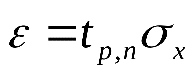 ε = t_{p,n} σ_x